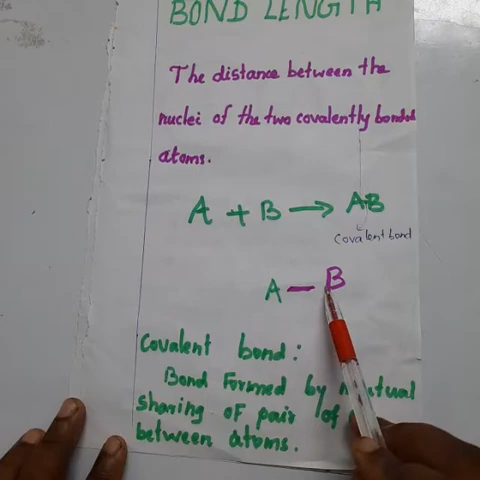 BOND LENGTH
The distance between the
nuclei of the two covalently bonded
atoms.
A + B → AB
covalent bond
A — B
Covalent bond:
Bond Formed by mutual
sharing of pair of
between atoms.